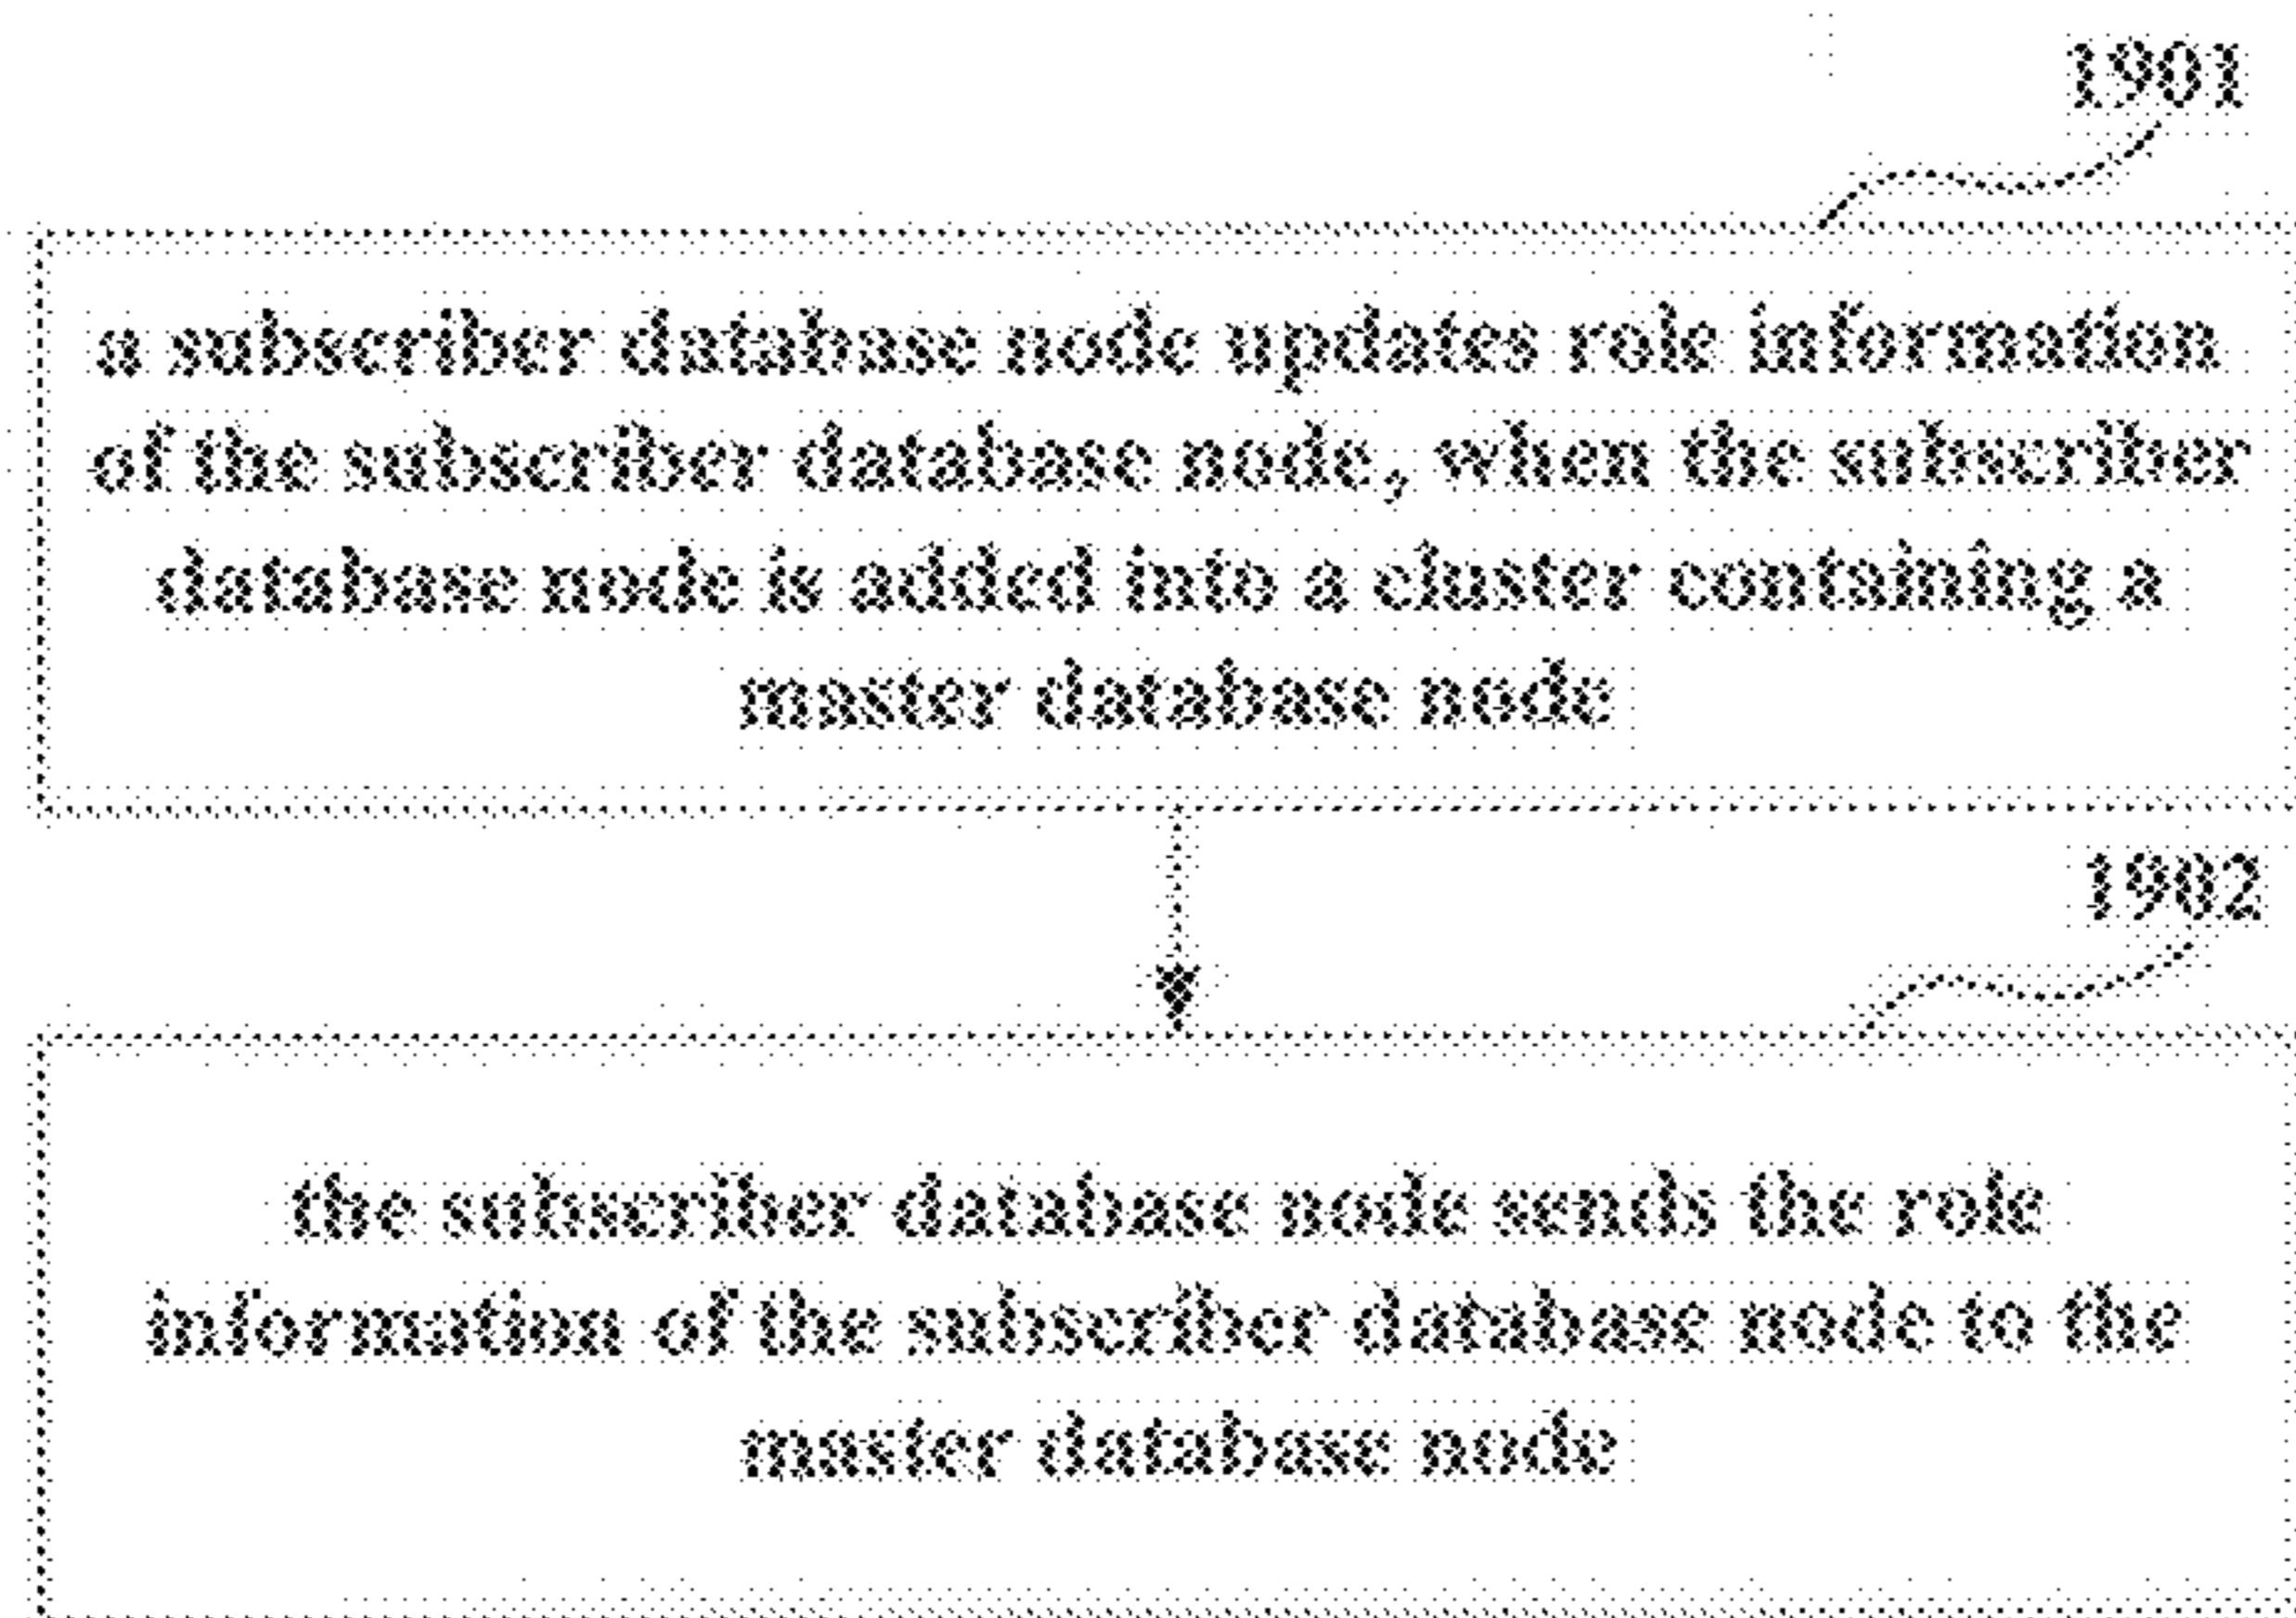 1901
a subscriber database node updates role information
of the subscriber database node, when the subscriber
database node is added into a cluster containing a
master database node
1902
the subscriber database node sends the role
information of the subscriber database node to the
master database node